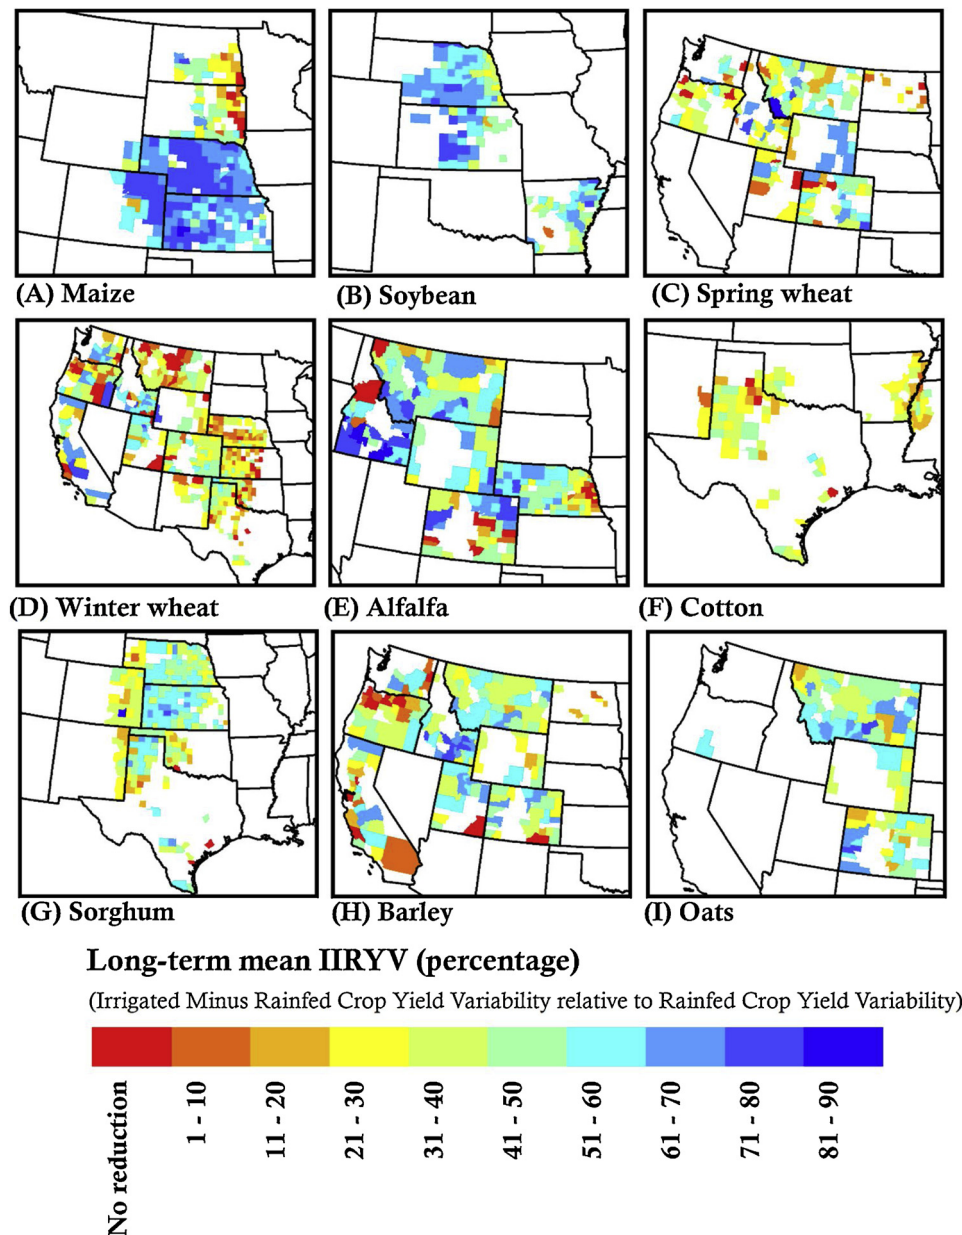 (A) Maize
(B) Soybean
(C) Spring wheat
(D) Winter wheat
(E) Alfalfa
(F) Cotton
(G) Sorghum
(H) Barley
(I) Oats
Long-term mean IIRYV (percentage)
(Irrigated Minus Rainfed Crop Yield Variability relative to Rainfed Crop Yield Variability)
No reduction
1 - 10
11 - 20
21 - 30
31 - 40
41 - 50
51 - 60
61 - 70
71 - 80
81 - 90